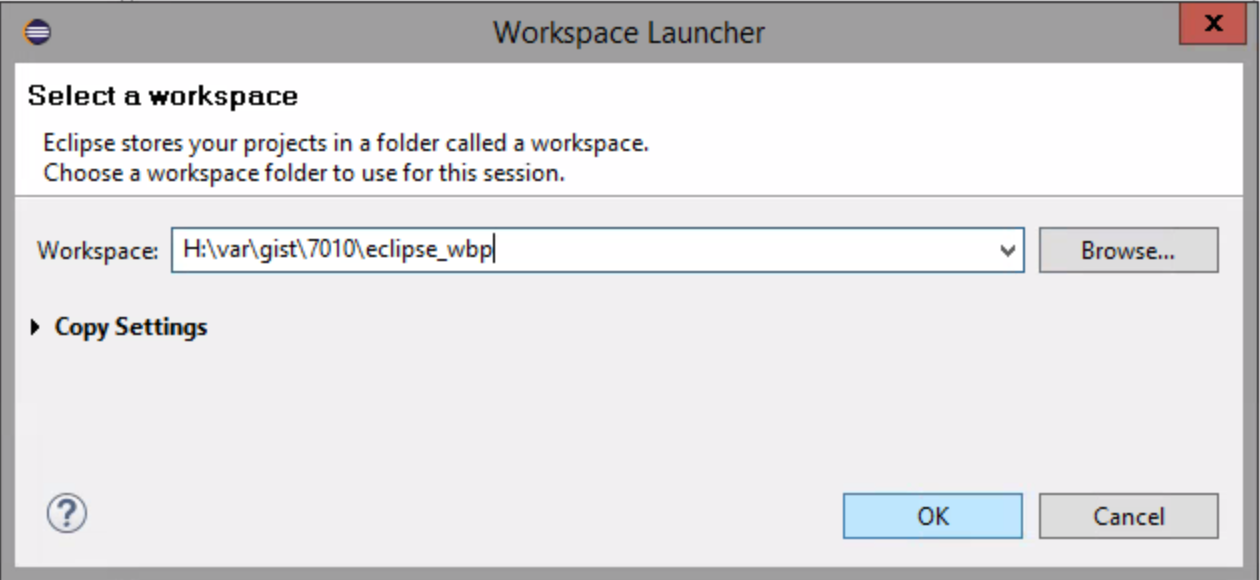 Workspace Launcher
X
Select a workspace
Eclipse stores your projects in a folder called a workspace.
Choose a workspace folder to use for this session.
Workspace: H:\var\gist\7010\eclipse_wbp Browse...
Copy Settings
? OK Cancel